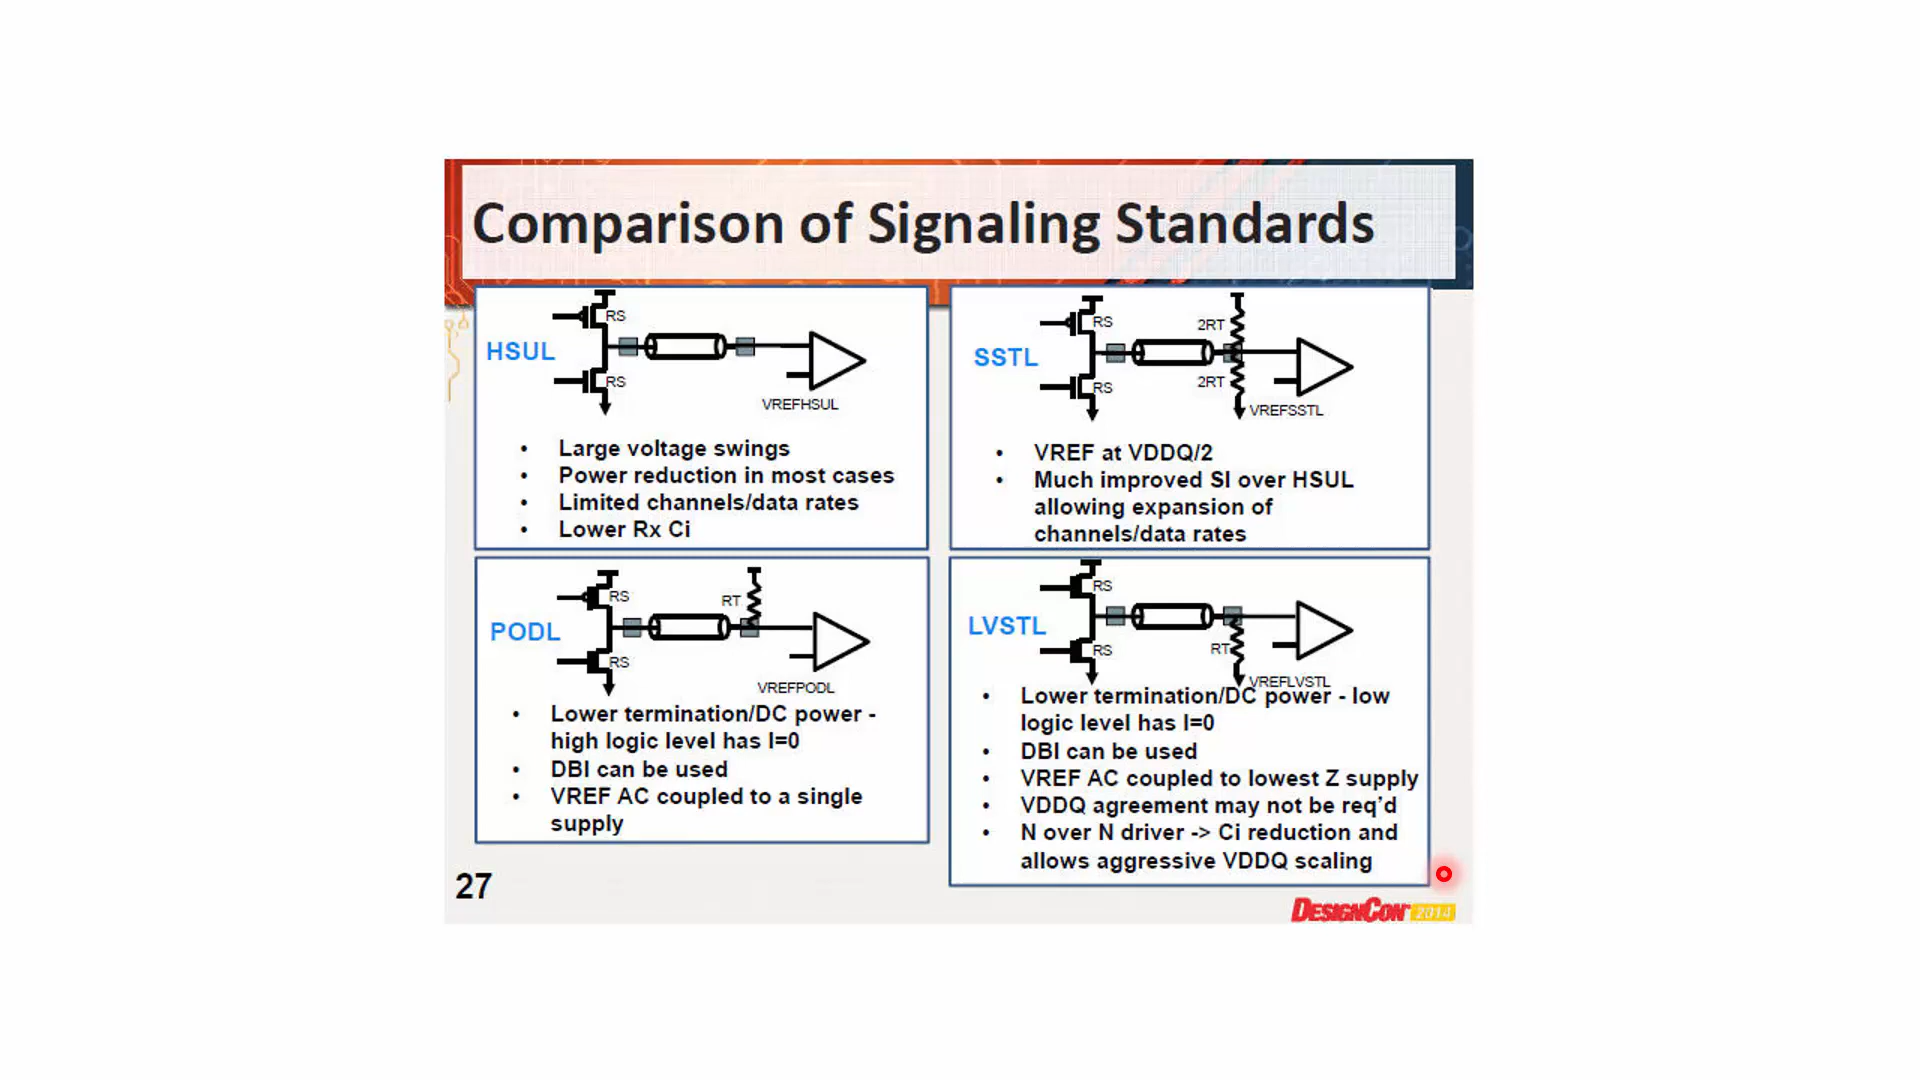 Comparison of Signaling Standards
RS
HSUL
RS
VREFHSUL
• Large voltage swings
• Power reduction in most cases
• Limited channels/data rates
• Lower Rx Ci
RS
2RT
SSTL
2RT
RS
VREFSSTL
• VREF at VDDQ/2
• Much improved SI over HSUL
allowing expansion of
channels/data rates
RS
RT
PODL
RS
VREFPODL
• Lower termination/DC power -
high logic level has I=0
• DBI can be used
• VREF AC coupled to a single
supply
RS
LVSTL
RS
RT
VREFLVSTL
• Lower termination/DC power - low
logic level has I=0
• DBI can be used
• VREF AC coupled to lowest Z supply
• VDDQ agreement may not be req'd
• N over N driver -> Ci reduction and
allows aggressive VDDQ scaling
27
DESIGNCON 2014